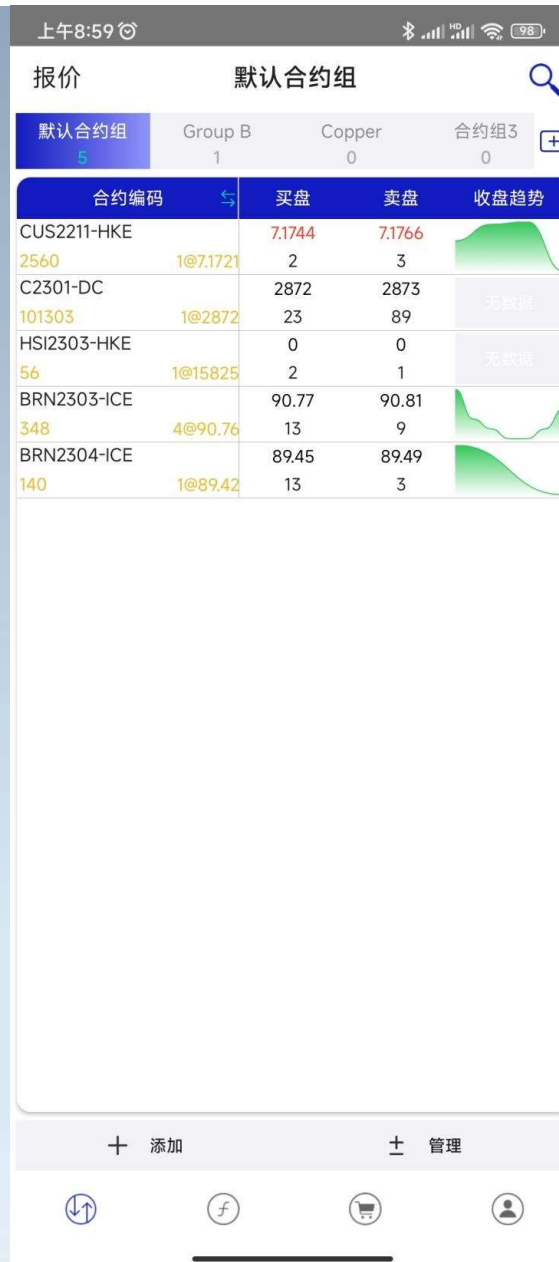 上午8:59 HD 98
报价 默认合约组
默认合约组 Group B Copper 合约组3
5 1 0 0
合约编码 买盘 卖盘 收盘趋势
CUS2211-HKE 7.1744 7.1766
2560 1@7.1721 2 3
C2301-DC 2872 2873 无数据
101303 1@2872 23 89
HSI2303-HKE 0 0 无数据
56 1@15825 2 1
BRN2303-ICE 90.77 90.81
348 4@90.76 13 9
BRN2304-ICE 89.45 89.49
140 1@89.42 13 3
+ 添加 ± 管理